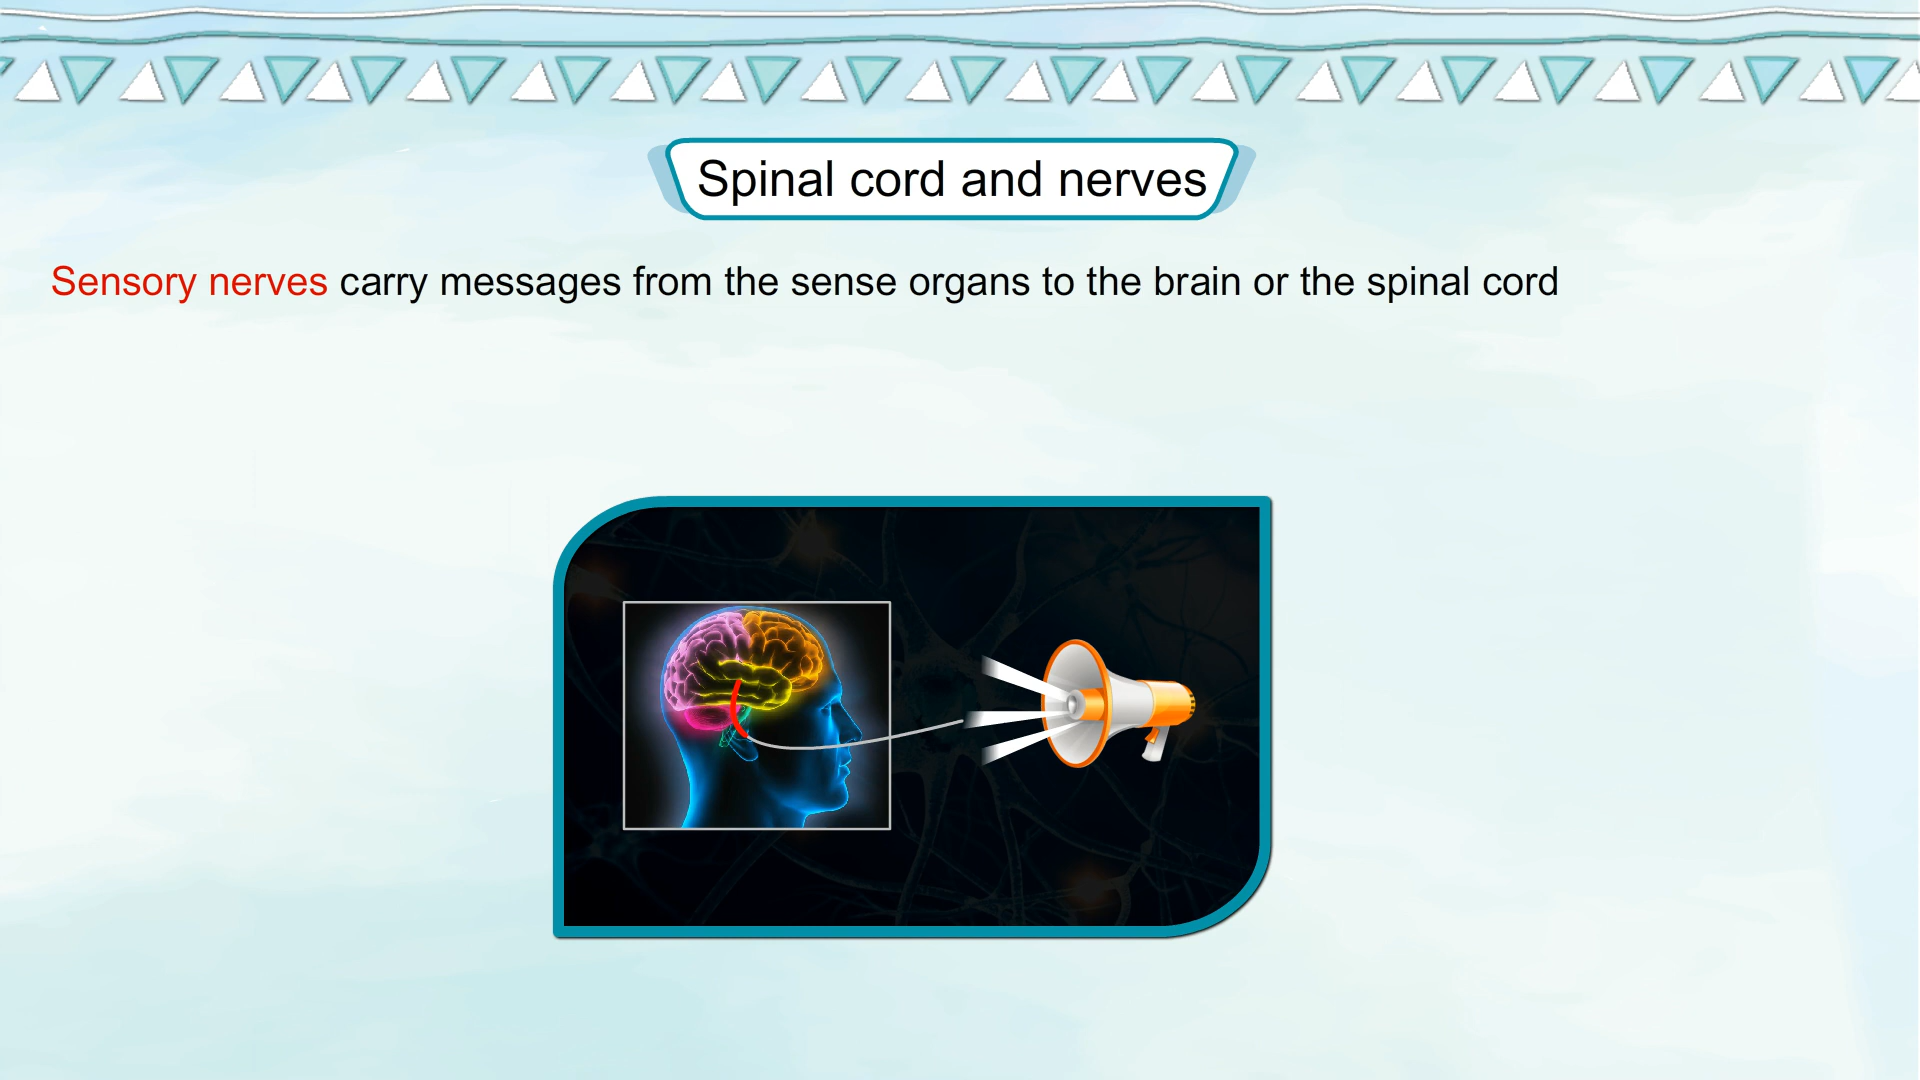 Spinal cord and nerves
Sensory nerves carry messages from the sense organs to the brain or the spinal cord